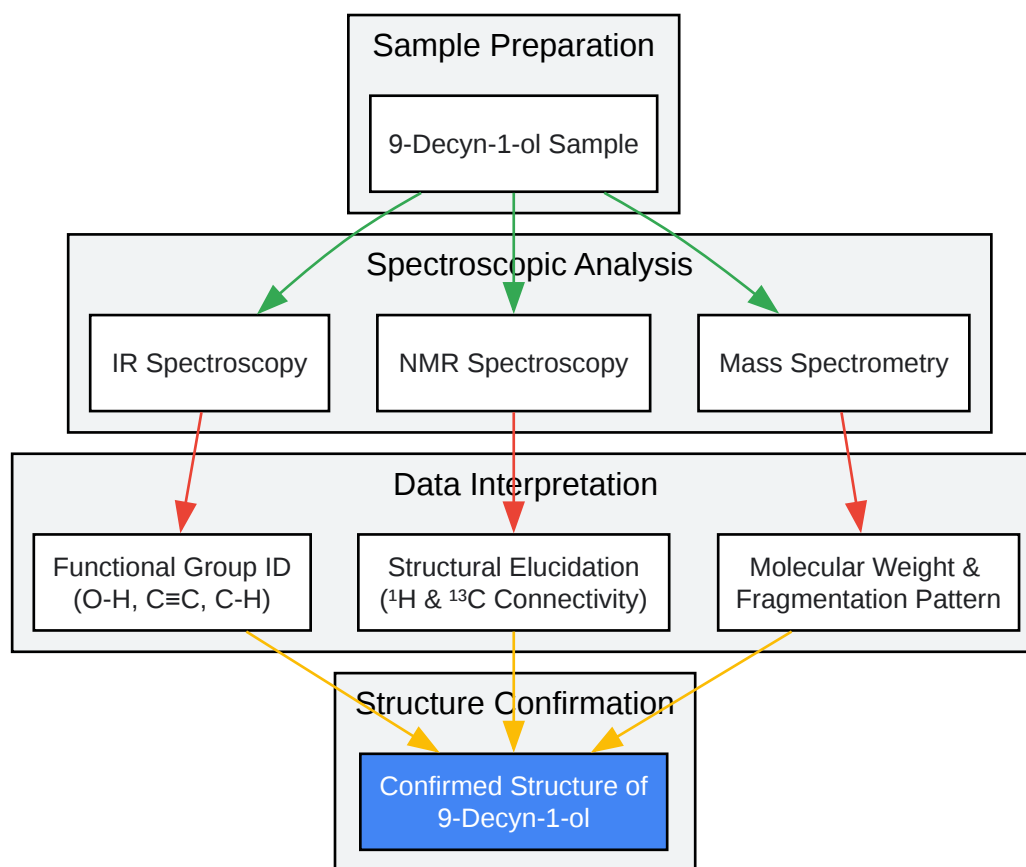 Sample Preparation
9-Decyn-1-ol Sample
Spectroscopic Analysis
IR Spectroscopy
NMR Spectroscopy
Mass Spectrometry
Data Interpretation
Functional Group ID
(O-H, C≡C, C-H)
Structural Elucidation
(¹H & ¹³C Connectivity)
Molecular Weight &
Fragmentation Pattern
Structure Confirmation
Confirmed Structure of
9-Decyn-1-ol